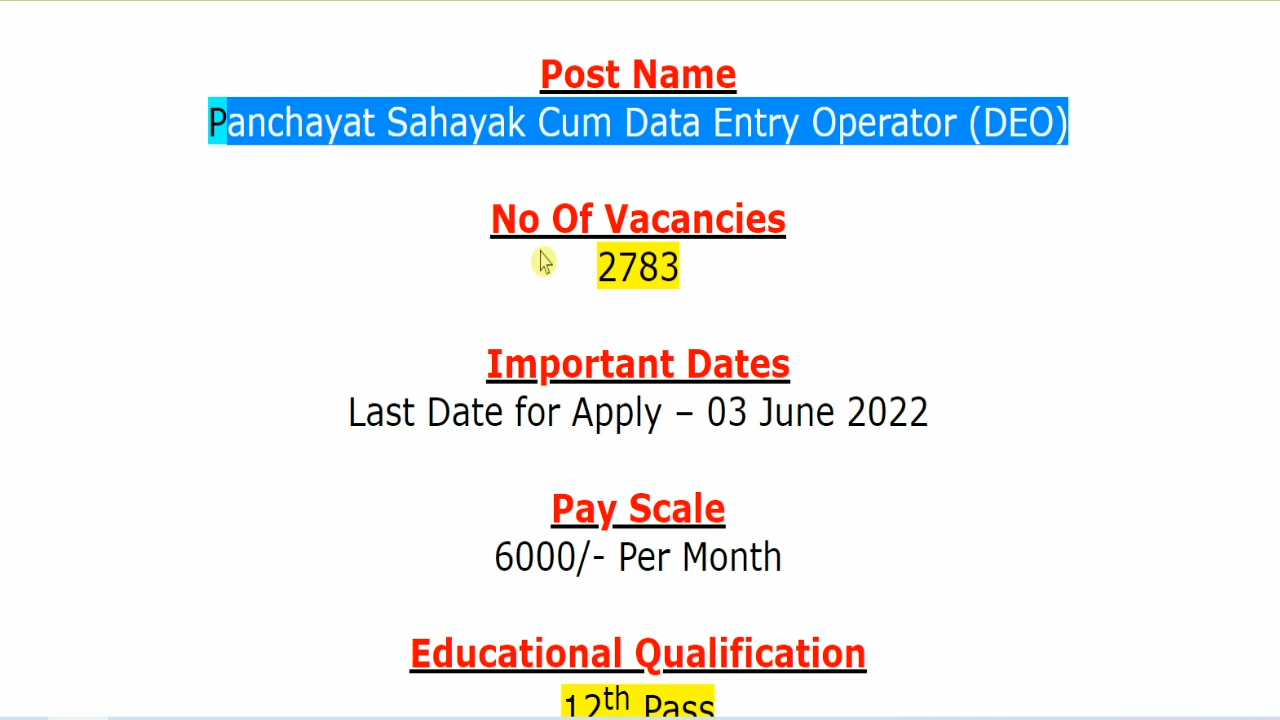 Post Name
Panchayat Sahayak Cum Data Entry Operator (DEO)
No Of Vacancies
2783
Important Dates
Last Date for Apply – 03 June 2022
Pay Scale
6000/- Per Month
Educational Qualification
12th Pass